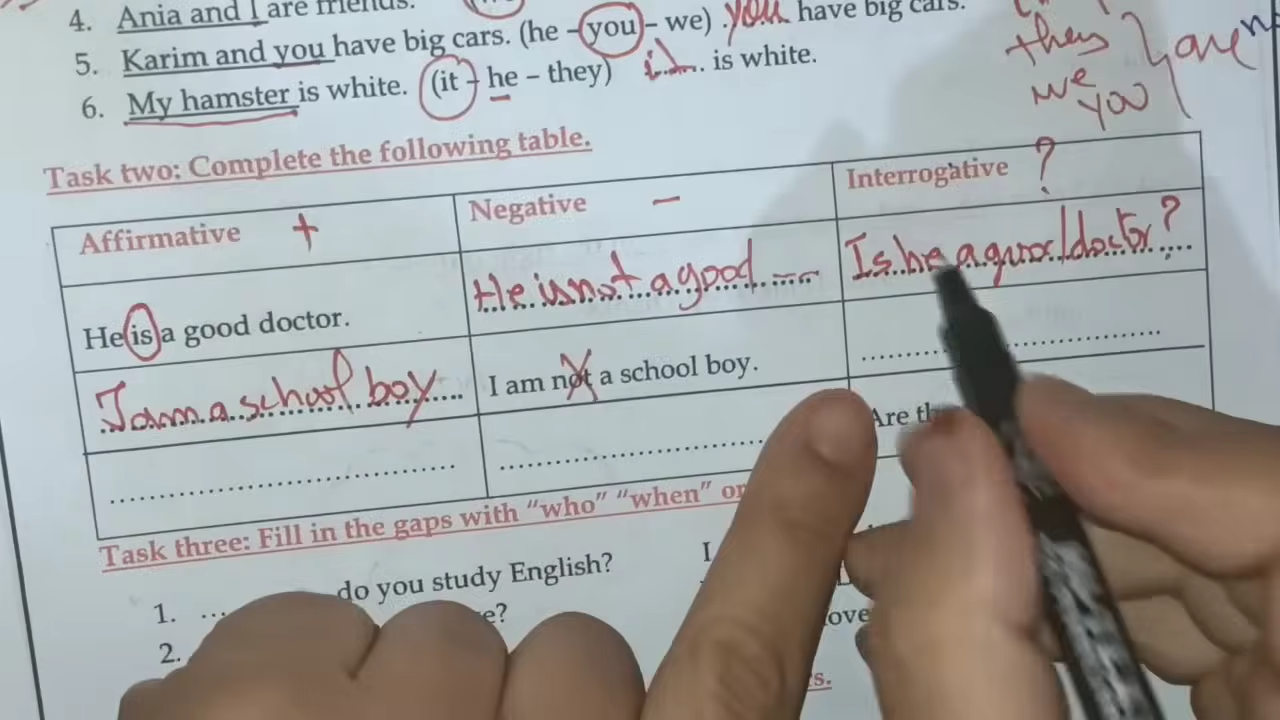 4. Ania and I are friends.
5. Karim and you have big cars. (he – you – we) .you have big cars.
6. My hamster is white. (it – he – they) it.. is white.
they
we
you
are
Task two: Complete the following table.
Affirmative + Negative — Interrogative ?
He is a good doctor. He is not a good ---- Is he a good doctor?
I am a school boy I am not a school boy. ....................
.................... .................... Are
Task three: Fill in the gaps with “who” “when” or
1. ... do you study English?
2.